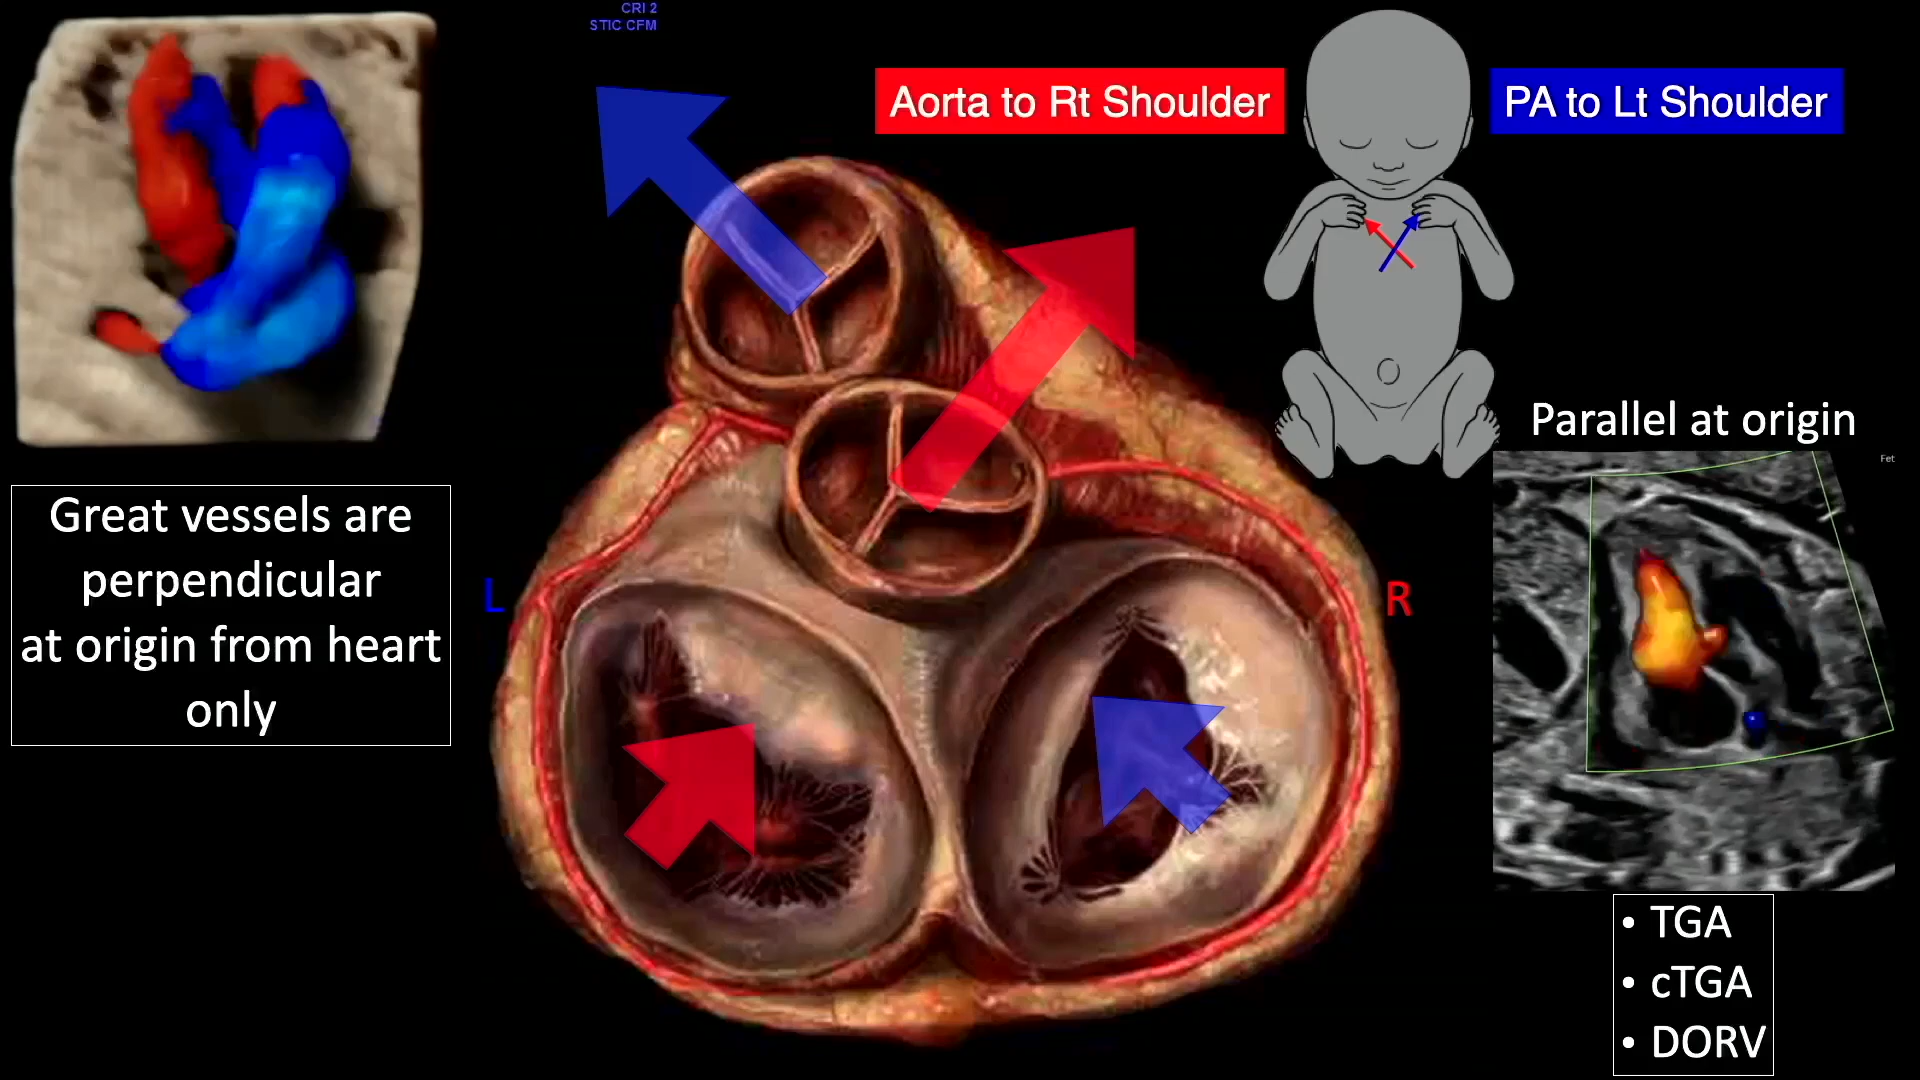 CRI 2
STIC CFM
Aorta to Rt Shoulder
PA to Lt Shoulder
Parallel at origin
Fet
Great vessels are
perpendicular
at origin from heart
only
L
R
• TGA
• cTGA
• DORV